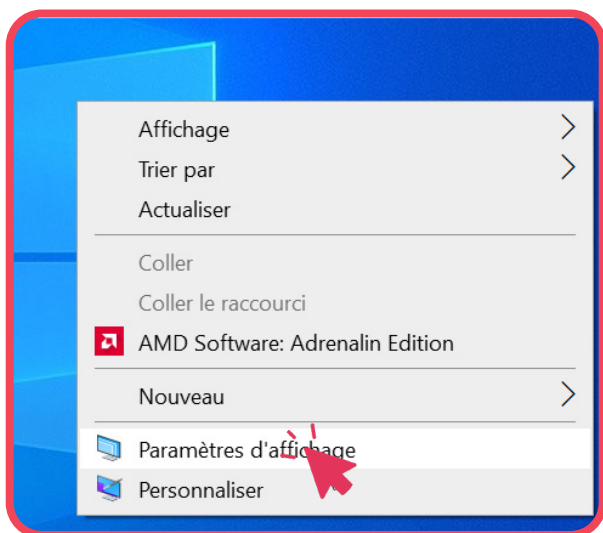 Affichage
Trier par
Actualiser
Coller
Coller le raccourci
AMD Software: Adrenalin Edition
Nouveau
Paramètres d'affichage
Personnaliser